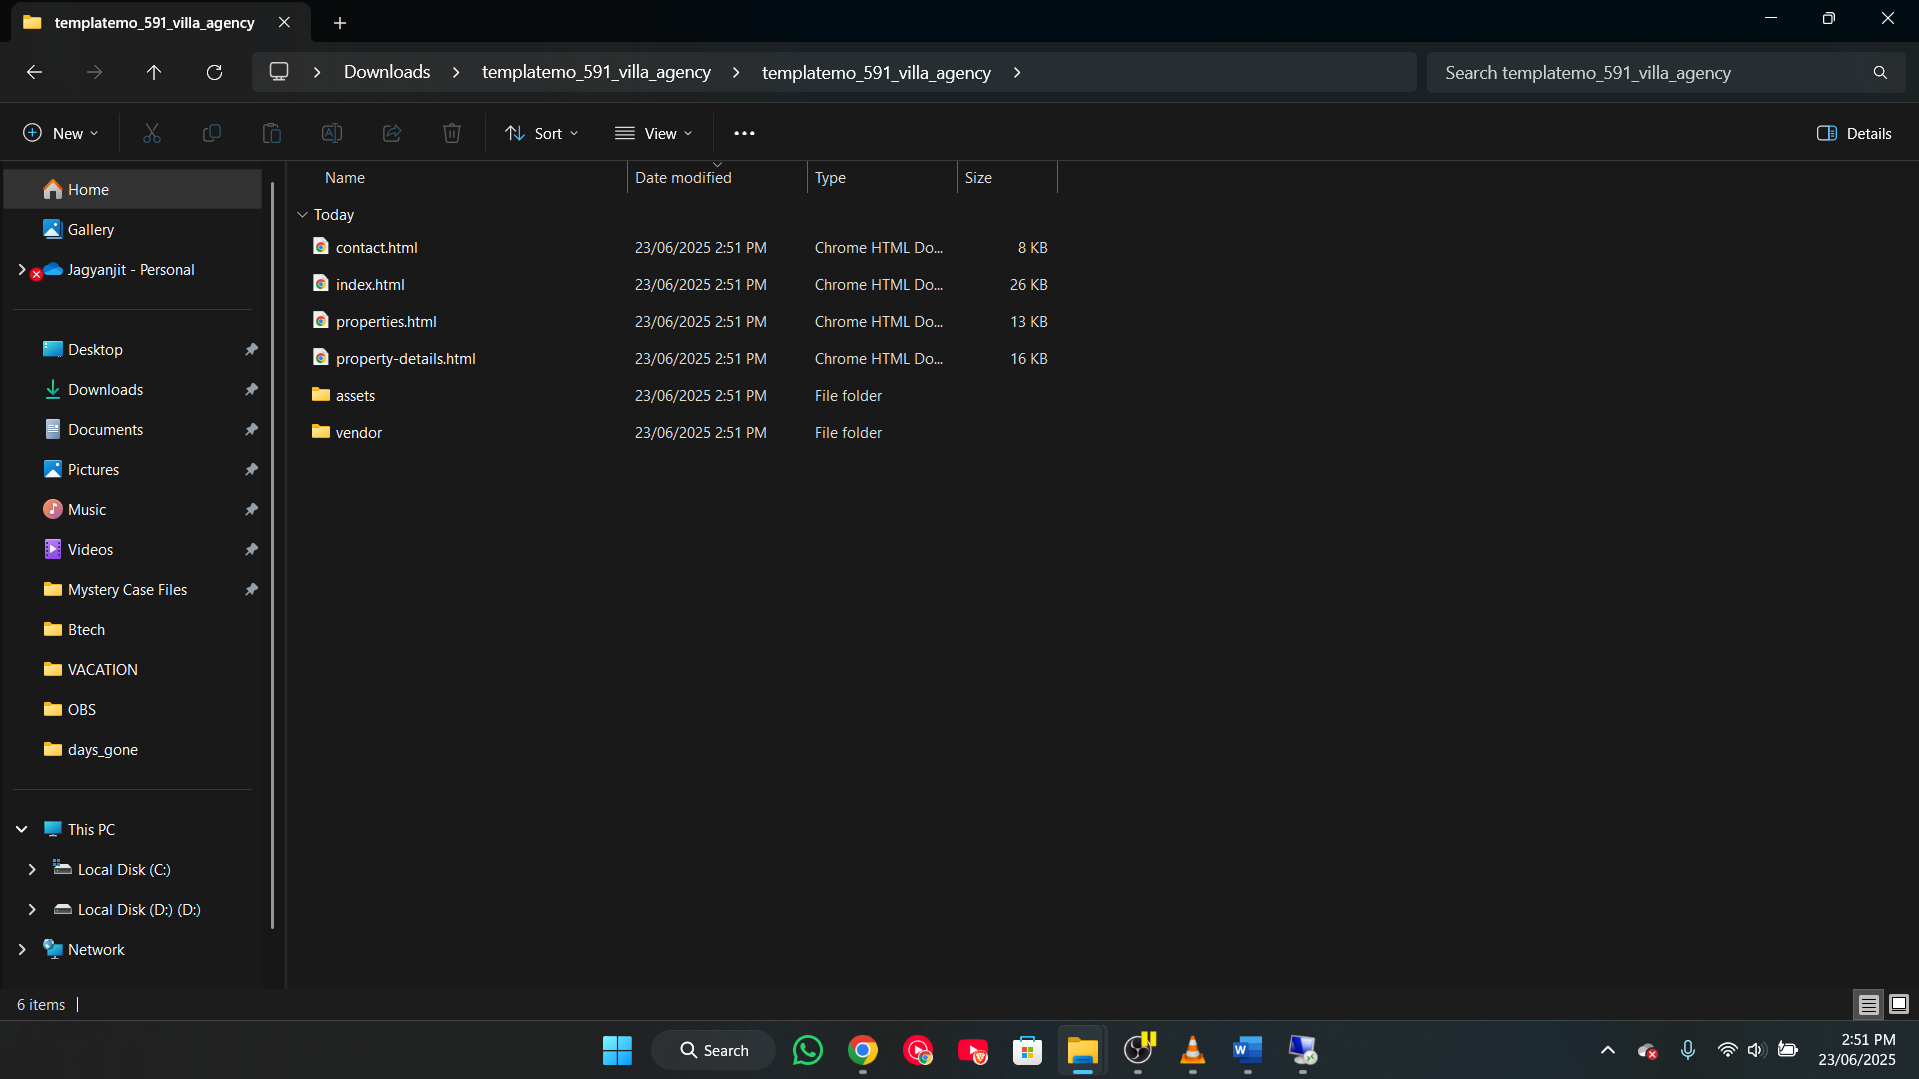 templatemo_591_villa_agency
Downloads templatemo_591_villa_agency templatemo_591_villa_agency
Search templatemo_591_villa_agency
New Sort View Details
Name Date modified Type Size
Today
contact.html 23/06/2025 2:51 PM Chrome HTML Do... 8 KB
index.html 23/06/2025 2:51 PM Chrome HTML Do... 26 KB
properties.html 23/06/2025 2:51 PM Chrome HTML Do... 13 KB
property-details.html 23/06/2025 2:51 PM Chrome HTML Do... 16 KB
assets 23/06/2025 2:51 PM File folder
vendor 23/06/2025 2:51 PM File folder
Home
Gallery
Jagyanjit - Personal
Desktop
Downloads
Documents
Pictures
Music
Videos
Mystery Case Files
Btech
VACATION
OBS
days_gone
This PC
Local Disk (C:)
Local Disk (D:) (D:)
Network
6 items
Search
2:51 PM
23/06/2025